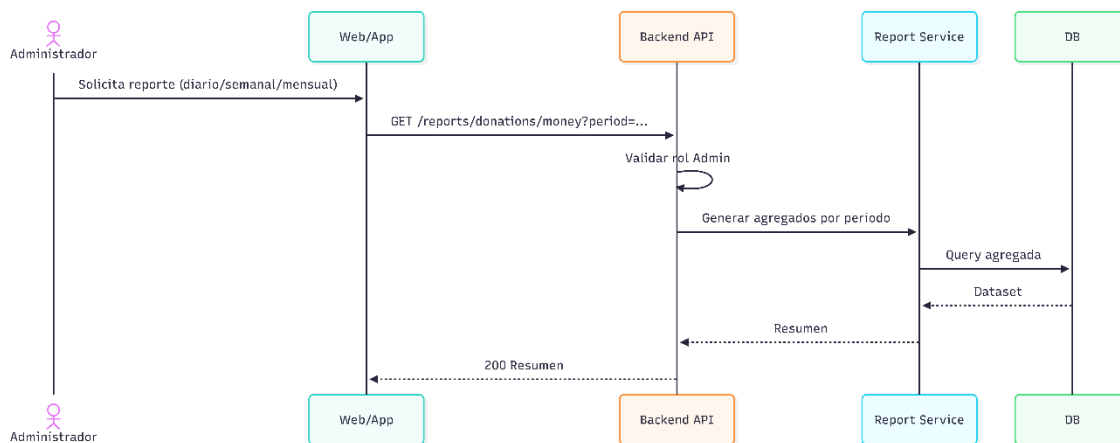 Administrador
Web/App
Backend API
Report Service
DB
Solicita reporte (diario/semanal/mensual)
GET /reports/donations/money?period=...
Validar rol Admin
Generar agregados por periodo
Query agregada
Dataset
Resumen
200 Resumen
Administrador
Web/App
Backend API
Report Service
DB